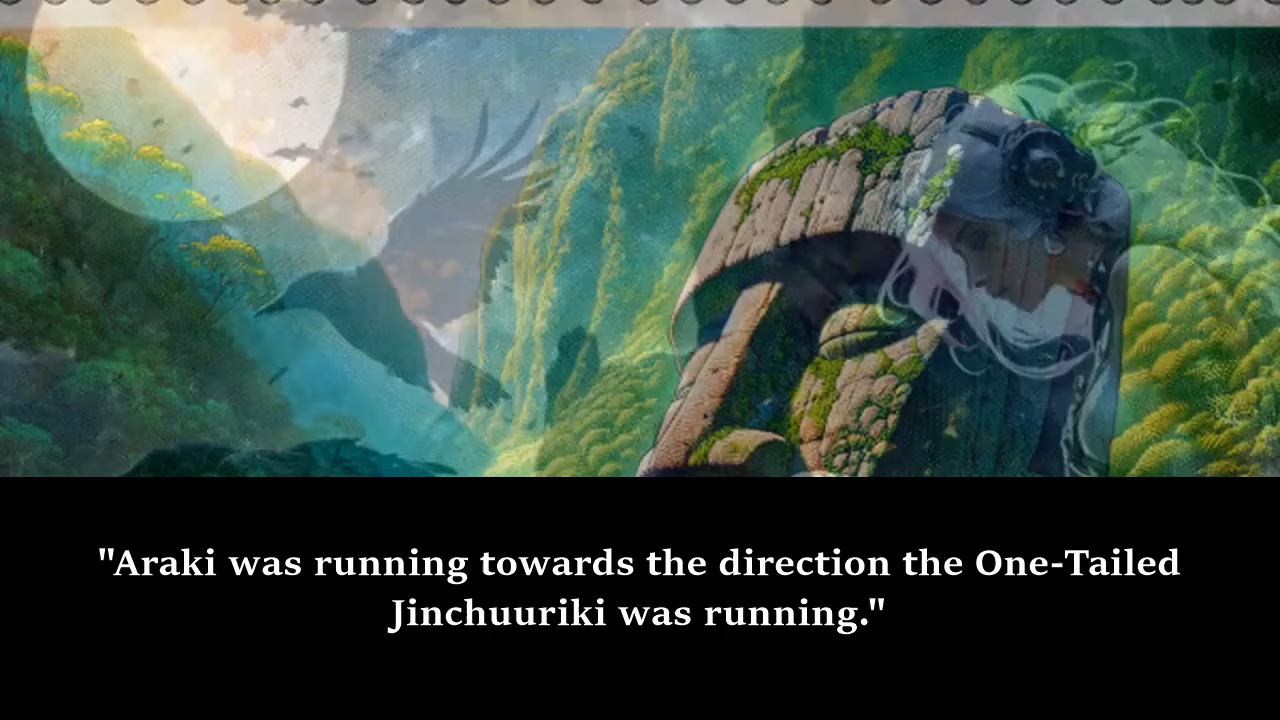 "Araki was running towards the direction the One-Tailed
Jinchuuriki was running."